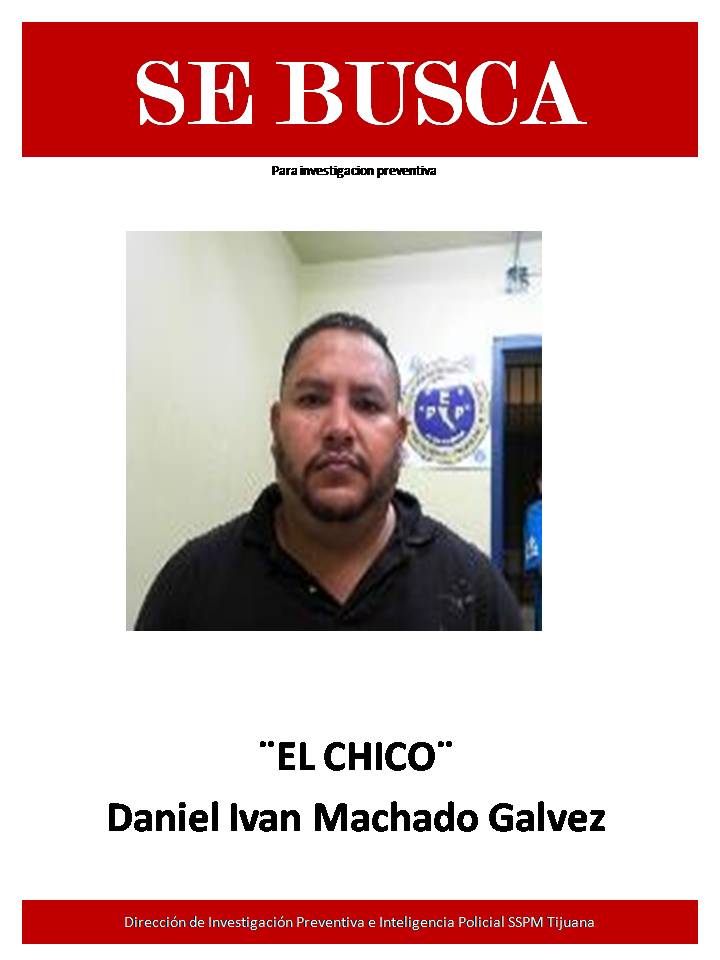 SE BUSCA
Para investigacion preventiva
¨EL CHICO¨
Daniel Ivan Machado Galvez
Dirección de Investigación Preventiva e Inteligencia Policial SSPM Tijuana